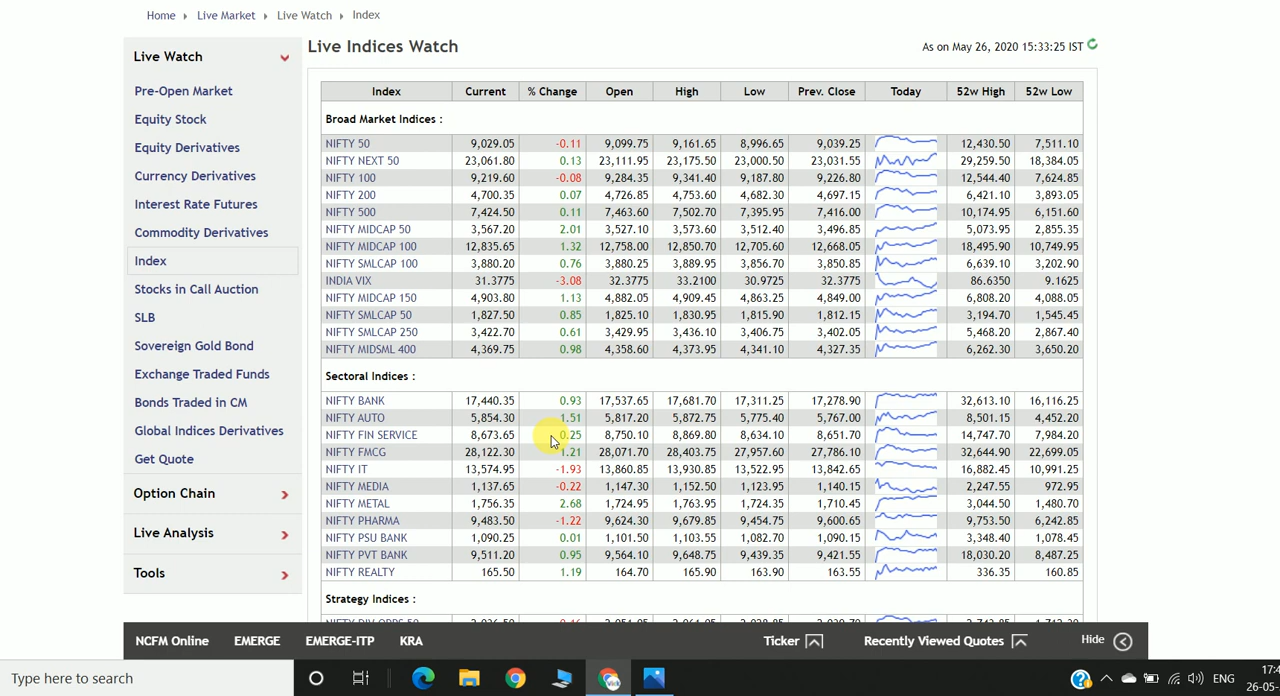 Home Live Market Live Watch Index
Live Watch
Pre-Open Market
Equity Stock
Equity Derivatives
Currency Derivatives
Interest Rate Futures
Commodity Derivatives
Index
Stocks in Call Auction
SLB
Sovereign Gold Bond
Exchange Traded Funds
Bonds Traded in CM
Global Indices Derivatives
Get Quote
Option Chain
Live Analysis
Tools
Live Indices Watch
As on May 26, 2020 15:33:25 IST
Index Current % Change Open High Low Prev. Close Today 52w High 52w Low
Broad Market Indices :
NIFTY 50 9,029.05 -0.11 9,099.75 9,161.65 8,996.65 9,039.25 12,430.50 7,511.10
NIFTY NEXT 50 23,061.80 0.13 23,111.95 23,175.50 23,000.50 23,031.55 29,259.50 18,384.05
NIFTY 100 9,219.60 -0.08 9,284.35 9,341.40 9,187.80 9,226.80 12,544.40 7,624.85
NIFTY 200 4,700.35 0.07 4,726.85 4,753.60 4,682.30 4,697.15 6,421.10 3,893.05
NIFTY 500 7,424.50 0.11 7,463.60 7,502.70 7,395.95 7,416.00 10,174.95 6,151.60
NIFTY MIDCAP 50 3,567.20 2.01 3,527.10 3,573.60 3,512.40 3,496.85 5,073.95 2,855.35
NIFTY MIDCAP 100 12,835.65 1.32 12,758.00 12,850.70 12,705.60 12,668.05 18,495.90 10,749.95
NIFTY SMLCAP 100 3,880.20 0.76 3,880.25 3,889.95 3,856.70 3,850.85 6,639.10 3,202.90
INDIA VIX 31.3775 -3.08 32.3775 33.2100 30.9725 32.3775 86.6350 9.1625
NIFTY MIDCAP 150 4,903.80 1.13 4,882.05 4,909.45 4,863.25 4,849.00 6,808.20 4,088.05
NIFTY SMLCAP 50 1,827.50 0.85 1,825.10 1,830.95 1,815.90 1,812.15 3,194.70 1,545.45
NIFTY SMLCAP 250 3,422.70 0.61 3,429.95 3,436.10 3,406.75 3,402.05 5,468.20 2,867.40
NIFTY MIDSML 400 4,369.75 0.98 4,358.60 4,373.95 4,341.10 4,327.35 6,262.30 3,650.20
Sectoral Indices :
NIFTY BANK 17,440.35 0.93 17,537.65 17,681.70 17,311.25 17,278.90 32,613.10 16,116.25
NIFTY AUTO 5,854.30 1.51 5,817.20 5,872.75 5,775.40 5,767.00 8,501.15 4,452.20
NIFTY FIN SERVICE 8,673.65 0.25 8,750.10 8,869.80 8,634.10 8,651.70 14,747.70 7,984.20
NIFTY FMCG 28,122.30 1.21 28,071.70 28,403.75 27,957.60 27,786.10 32,644.90 22,699.05
NIFTY IT 13,574.95 -1.93 13,860.85 13,930.85 13,522.95 13,842.65 16,882.45 10,991.25
NIFTY MEDIA 1,137.65 -0.22 1,147.30 1,152.50 1,123.95 1,140.15 2,247.55 972.95
NIFTY METAL 1,756.35 2.68 1,724.95 1,763.95 1,724.35 1,710.45 3,044.50 1,480.70
NIFTY PHARMA 9,483.50 -1.22 9,624.30 9,679.85 9,454.75 9,600.65 9,753.50 6,242.85
NIFTY PSU BANK 1,090.25 0.01 1,101.50 1,103.55 1,082.70 1,090.15 3,348.40 1,078.45
NIFTY PVT BANK 9,511.20 0.95 9,564.10 9,648.75 9,439.35 9,421.55 18,030.20 8,487.25
NIFTY REALTY 165.50 1.19 164.70 165.90 163.90 163.55 336.35 160.85
Strategy Indices :
NCFM Online EMERGE EMERGE-ITP KRA Ticker Recently Viewed Quotes Hide
Type here to search
ENG
17:4
26-05-